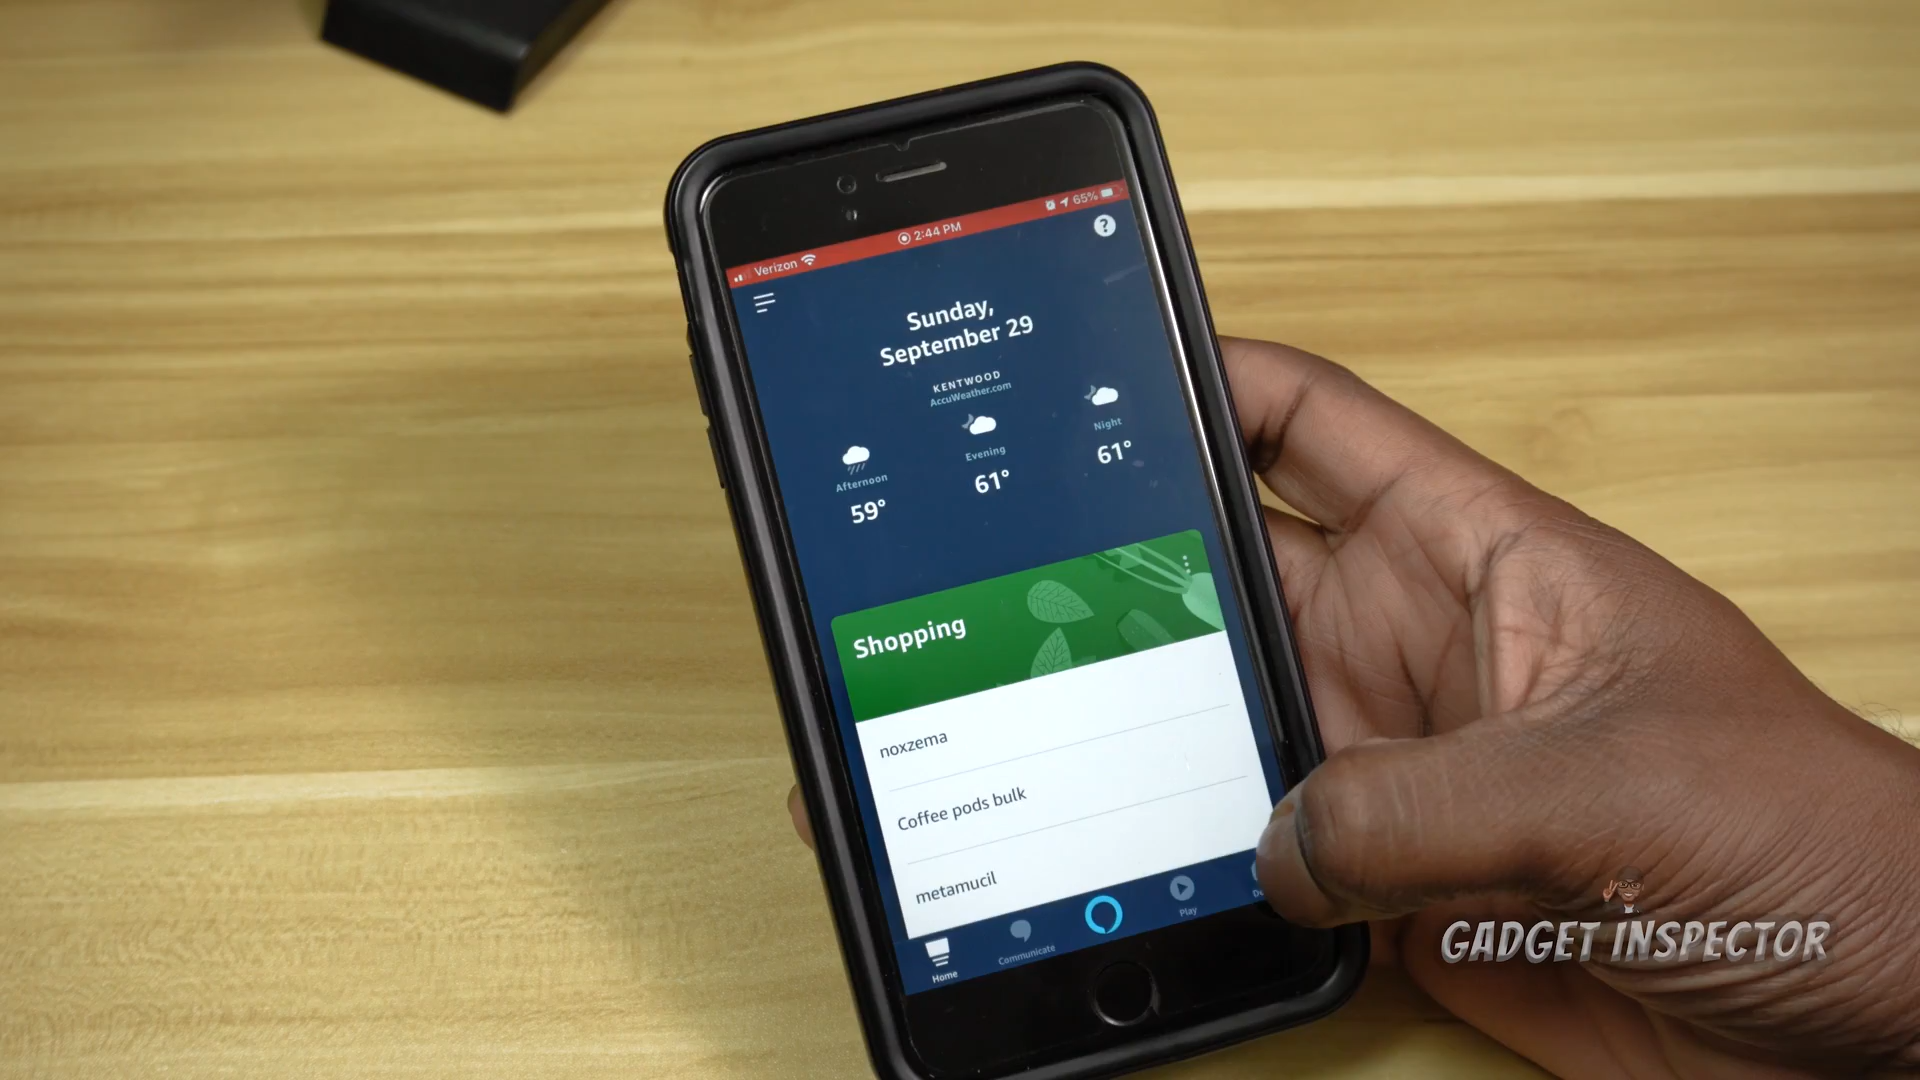 Verizon 2:44 PM 65%
?
Sunday,
September 29
KENTWOOD
AccuWeather.com
Afternoon Evening Night
59° 61° 61°
Shopping
noxzema
Coffee pods bulk
metamucil
Home Communicate Play
GADGET INSPECTOR